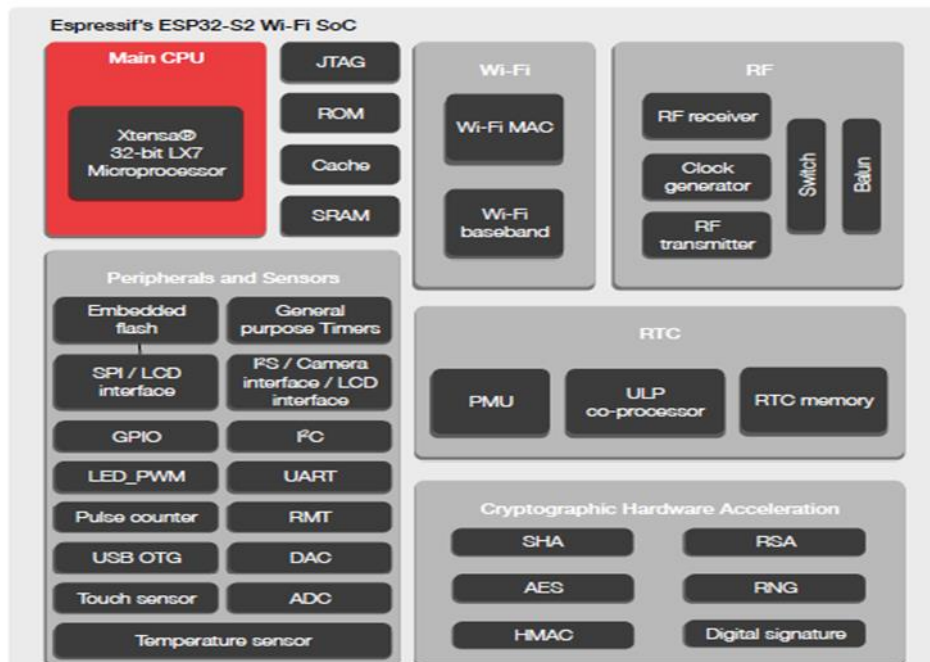 Espressif's ESP32-S2 Wi-Fi SoC
Main CPU
Xtensa®
32-bit LX7
Microprocessor
JTAG
ROM
Cache
SRAM
Wi-Fi
Wi-Fi MAC
Wi-Fi
baseband
RF
RF receiver
Clock
generator
RF
transmitter
Switch
Balun
Peripherals and Sensors
Embedded
flash
General
purpose Timers
SPI / LCD
interface
I²S / Camera
interface / LCD
interface
GPIO
I²C
LED_PWM
UART
Pulse counter
RMT
USB OTG
DAC
Touch sensor
ADC
Temperature sensor
RTC
PMU
ULP
co-processor
RTC memory
Cryptographic Hardware Acceleration
SHA
RSA
AES
RNG
HMAC
Digital signature